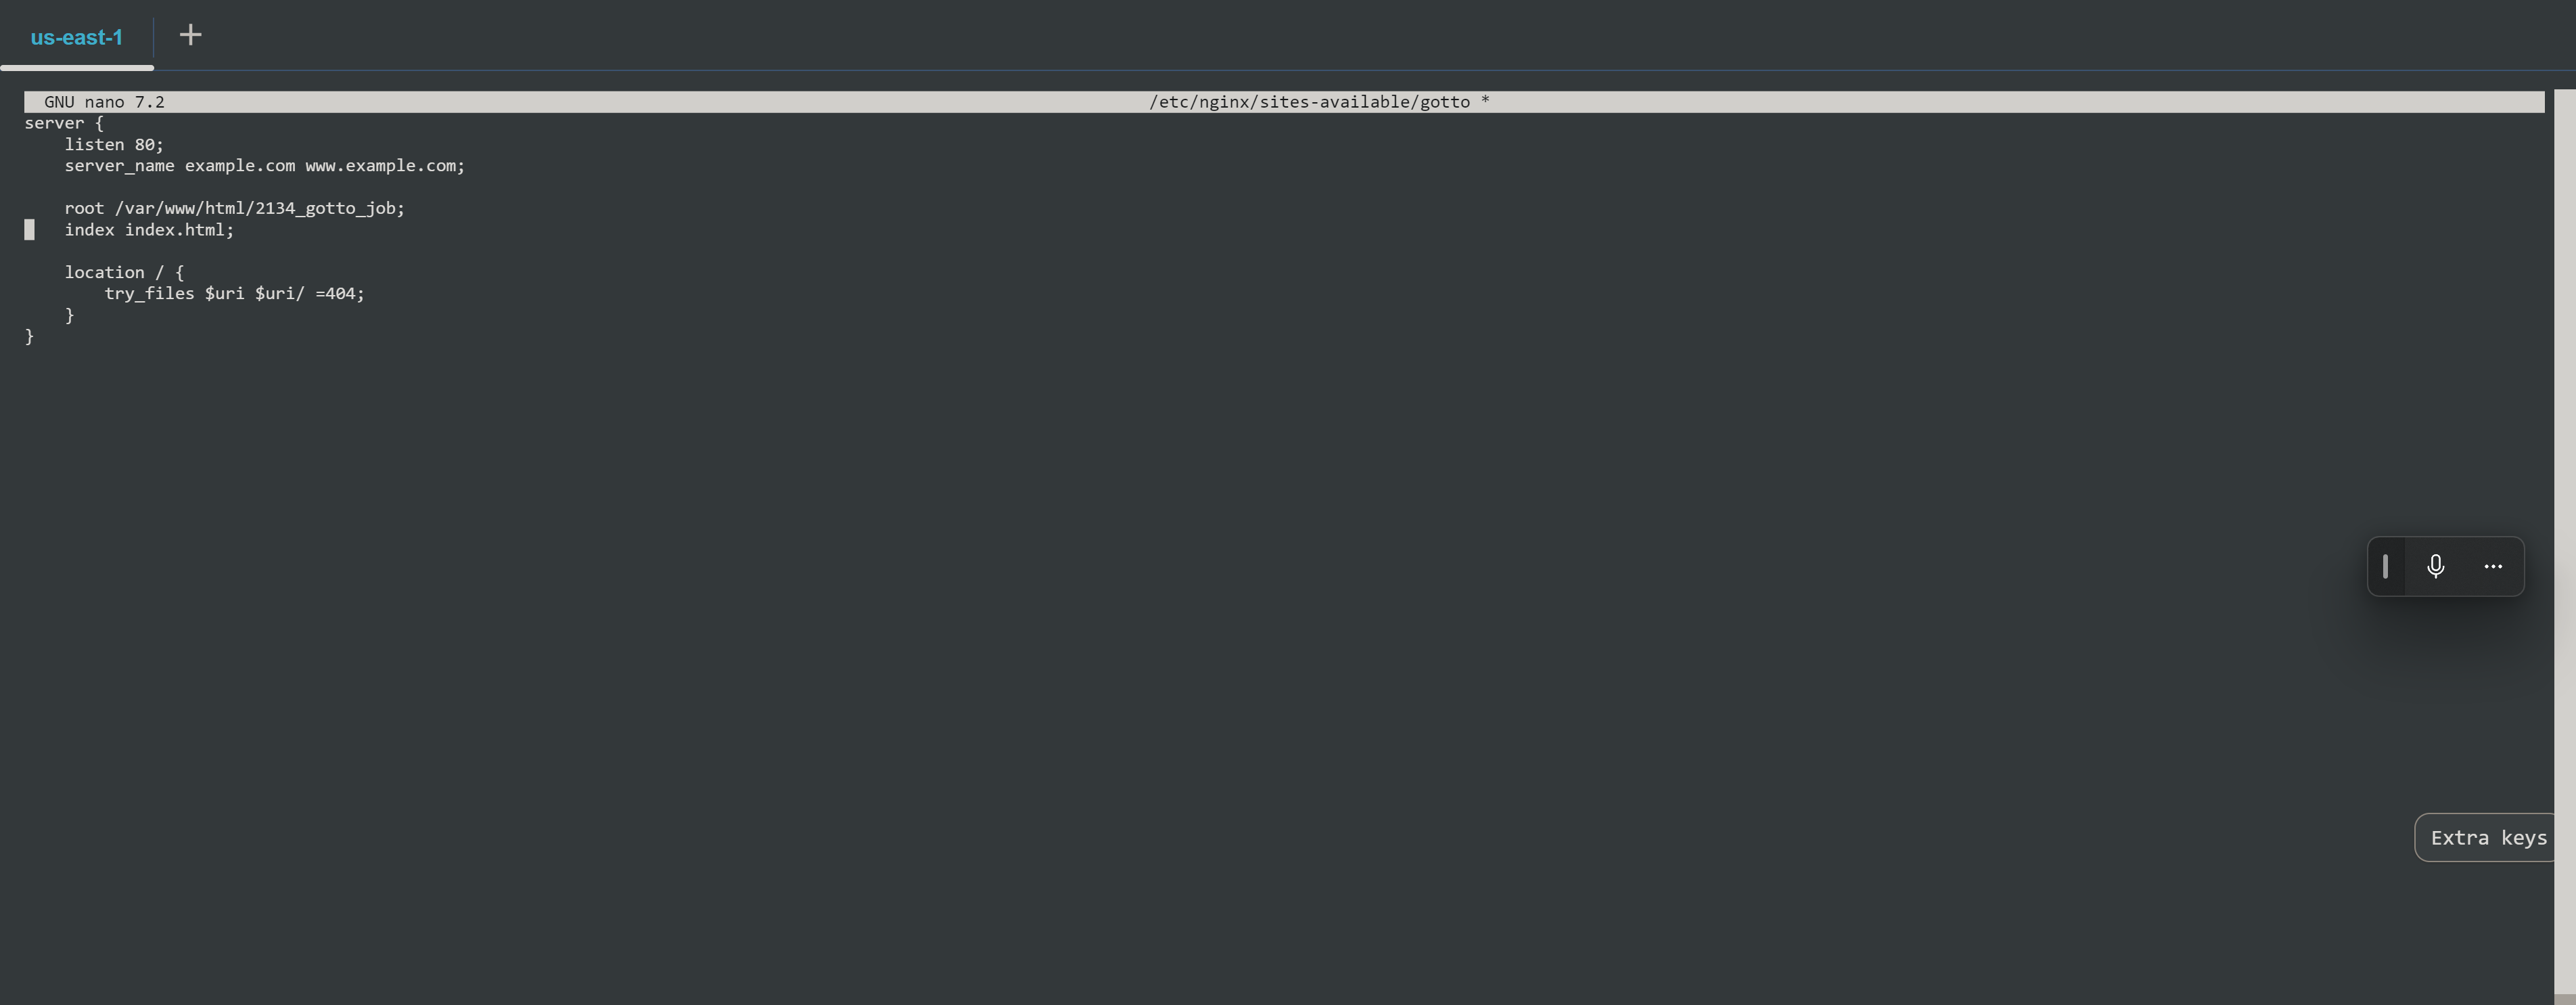 us-east-1 +
GNU nano 7.2 /etc/nginx/sites-available/gotto *
server {
    listen 80;
    server_name example.com www.example.com;

    root /var/www/html/2134_gotto_job;
    index index.html;

    location / {
        try_files $uri $uri/ =404;
    }
}
Extra keys